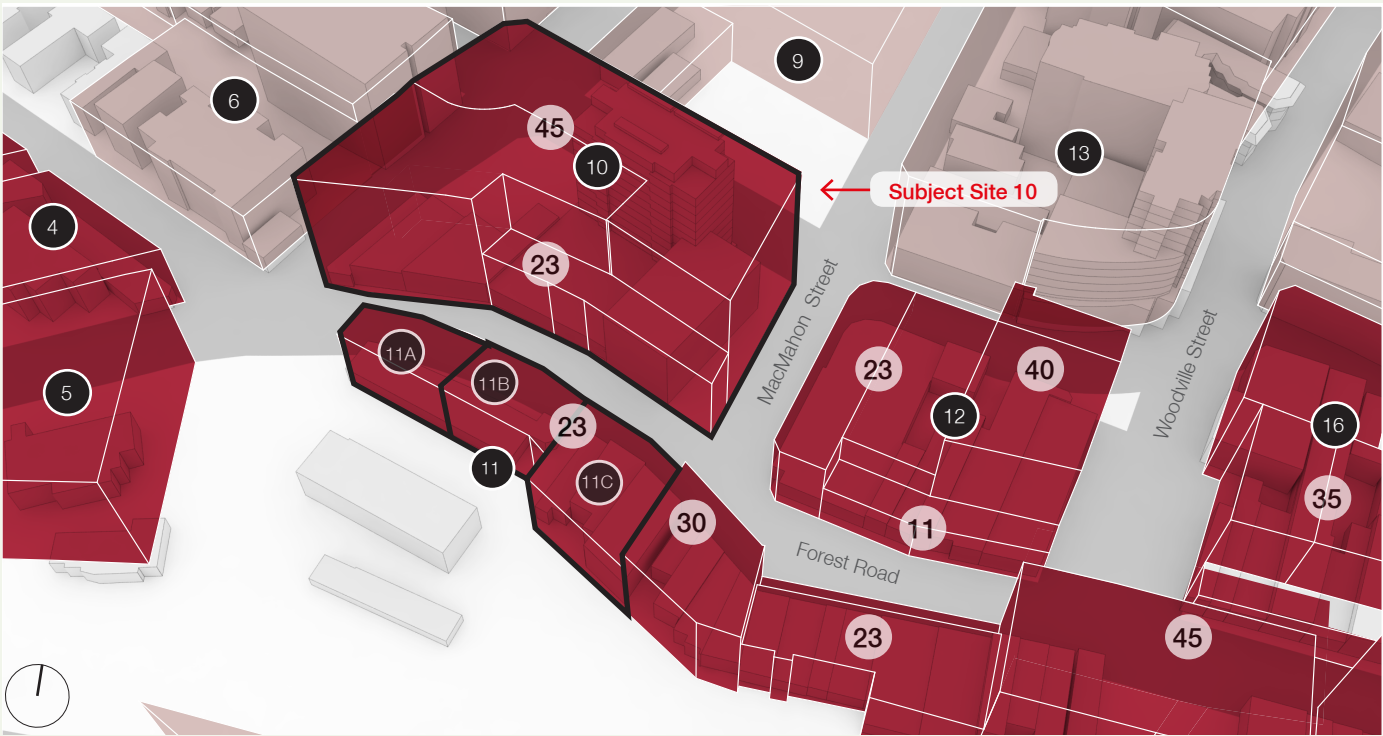 9
6
45
13
10
Subject Site 10
4
23
MacMahon Street
Woodville Street
11A
23
40
11B
5
12
16
23
11
11C
35
30
11
Forest Road
23
45